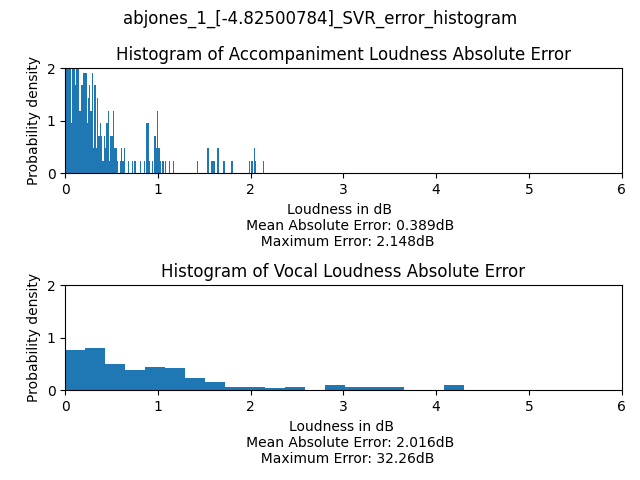 abjones_1_[-4.82500784]_SVR_error_histogram
Histogram of Accompaniment Loudness Absolute Error
Probability density
2
1
0
0 1 2 3 4 5 6
Loudness in dB
Mean Absolute Error: 0.389dB
Maximum Error: 2.148dB
Histogram of Vocal Loudness Absolute Error
Probability density
2
1
0
0 1 2 3 4 5 6
Loudness in dB
Mean Absolute Error: 2.016dB
Maximum Error: 32.26dB